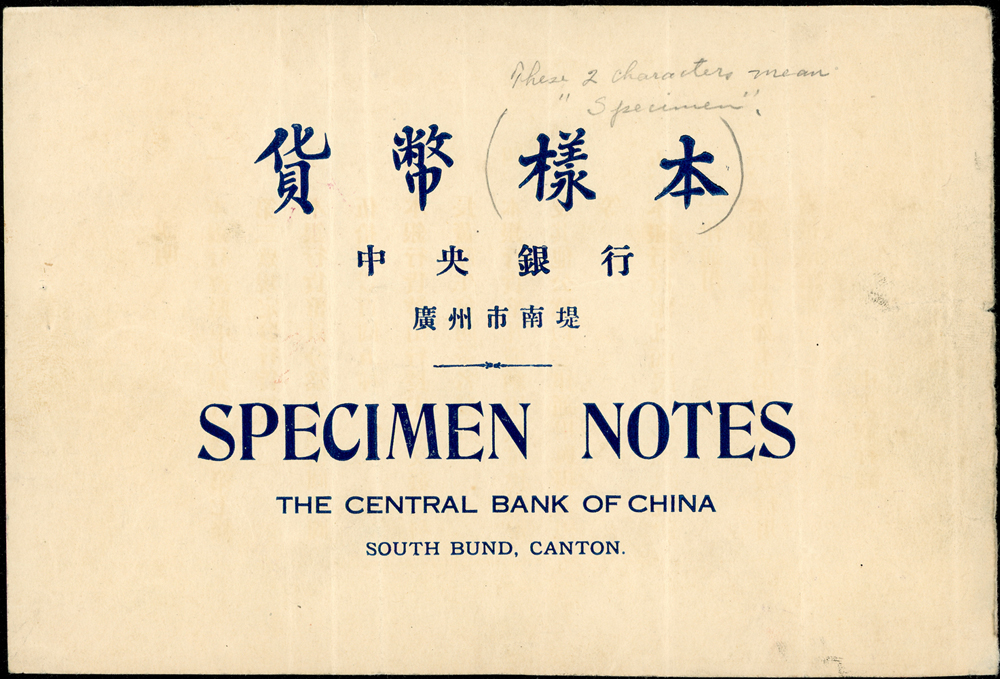 These 2 characters mean
"Specimen".
貨幣(樣本)
中央銀行
廣州市南堤
SPECIMEN NOTES
THE CENTRAL BANK OF CHINA
SOUTH BUND, CANTON.